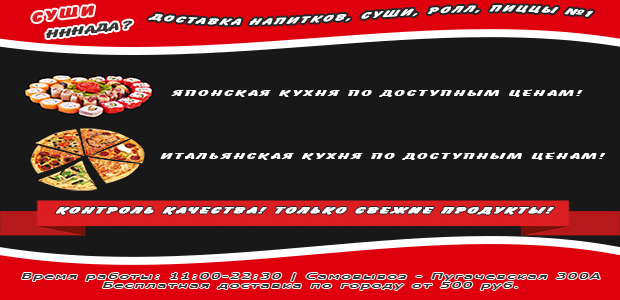 СУШИ
НННАДА?
ДОСТАВКА НАПИТКОВ, СУШИ, РОЛЛ, ПИЦЦЫ №1
ЯПОНСКАЯ КУХНЯ ПО ДОСТУПНЫМ ЦЕНАМ!
ИТАЛЬЯНСКАЯ КУХНЯ ПО ДОСТУПНЫМ ЦЕНАМ!
КОНТРОЛЬ КАЧЕСТВА! ТОЛЬКО СВЕЖИЕ ПРОДУКТЫ!
Время работы: 11:00-22:30 | Самовывоз - Пугачевская 300А
Бесплатная доставка по городу от 500 руб.